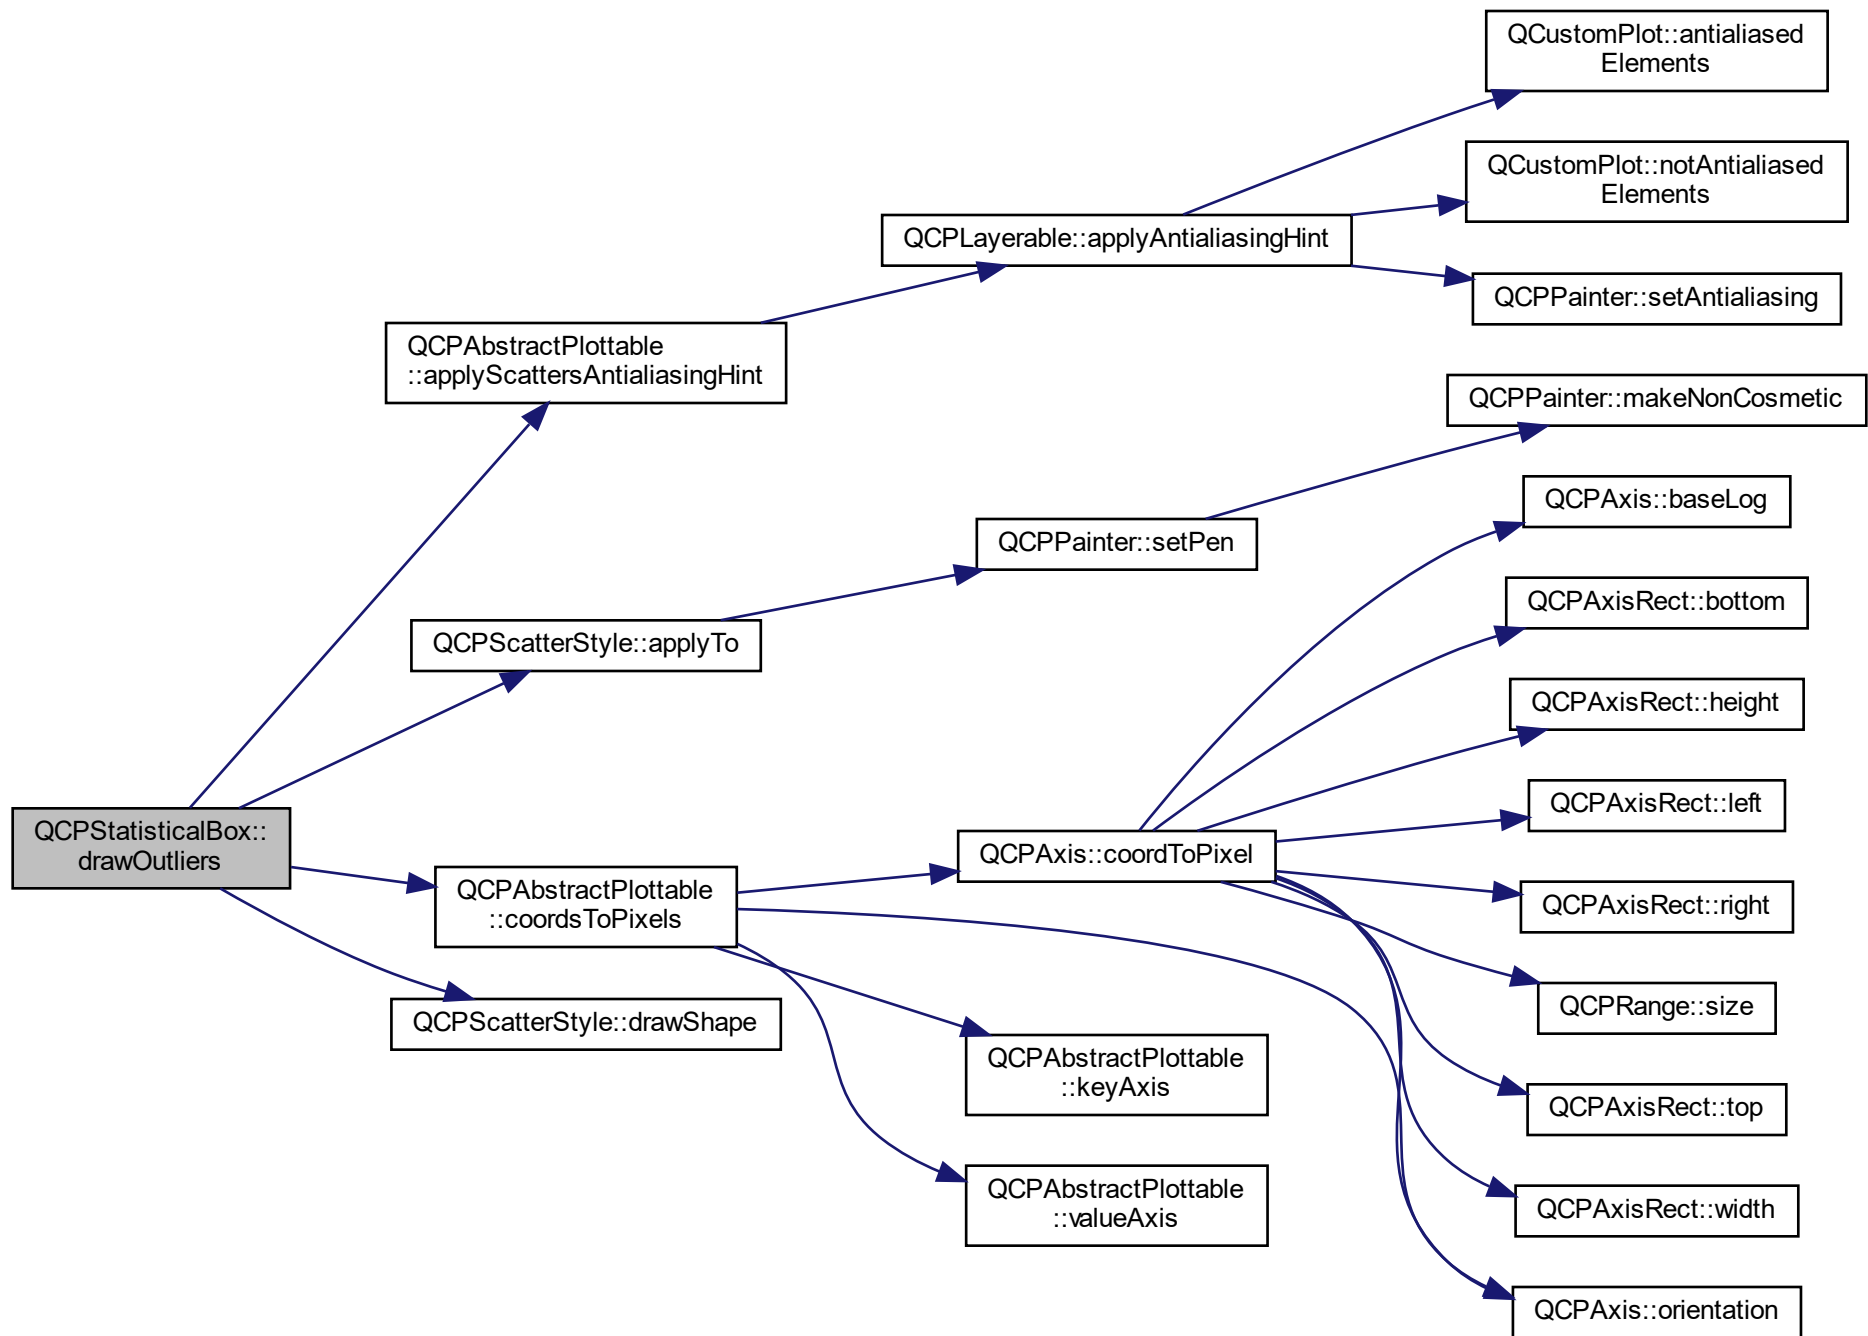 QCustomPlot::antialiased
Elements
QCustomPlot::notAntialiased
Elements
QCPLayerable::applyAntialiasingHint
QCPPainter::setAntialiasing
QCPAbstractPlottable
::applyScattersAntialiasingHint
QCPPainter::makeNonCosmetic
QCPAxis::baseLog
QCPPainter::setPen
QCPAxisRect::bottom
QCPScatterStyle::applyTo
QCPAxisRect::height
QCPAxisRect::left
QCPStatisticalBox::
drawOutliers
QCPAxis::coordToPixel
QCPAbstractPlottable
::coordsToPixels
QCPAxisRect::right
QCPRange::size
QCPScatterStyle::drawShape
QCPAbstractPlottable
::keyAxis
QCPAxisRect::top
QCPAbstractPlottable
::valueAxis
QCPAxisRect::width
QCPAxis::orientation